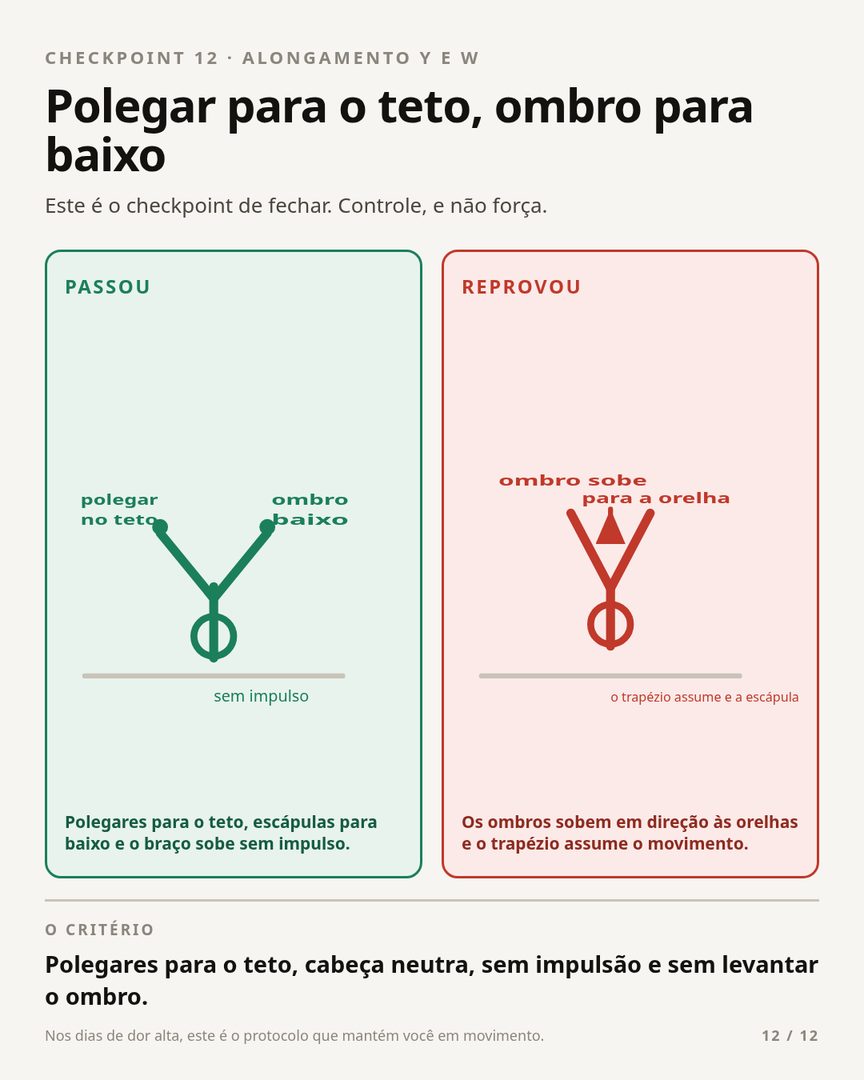 CHECKPOINT 12 · ALONGAMENTO Y E W
Polegar para o teto, ombro para
baixo
Este é o checkpoint de fechar. Controle, e não força.
PASSOU
polegar
no teto
ombro
baixo
sem impulso
Polegares para o teto, escápulas para
baixo e o braço sobe sem impulso.
REPROVOU
ombro sobe
para a orelha
o trapézio assume e a escápula
Os ombros sobem em direção às orelhas
e o trapézio assume o movimento.
O CRITÉRIO
Polegares para o teto, cabeça neutra, sem impulsão e sem levantar
o ombro.
Nos dias de dor alta, este é o protocolo que mantém você em movimento.
12 / 12